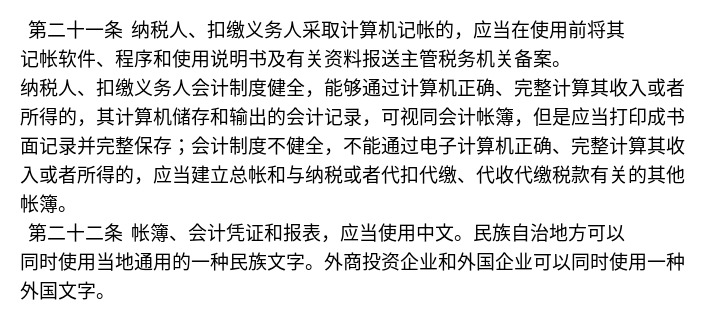 第二十一条 纳税人、扣缴义务人采取计算机记帐的，应当在使用前将其
记帐软件、程序和使用说明书及有关资料报送主管税务机关备案。
纳税人、扣缴义务人会计制度健全，能够通过计算机正确、完整计算其收入或者
所得的，其计算机储存和输出的会计记录，可视同会计帐簿，但是应当打印成书
面记录并完整保存；会计制度不健全，不能通过电子计算机正确、完整计算其收
入或者所得的，应当建立总帐和与纳税或者代扣代缴、代收代缴税款有关的其他
帐簿。
第二十二条 帐簿、会计凭证和报表，应当使用中文。民族自治地方可以
同时使用当地通用的一种民族文字。外商投资企业和外国企业可以同时使用一种
外国文字。